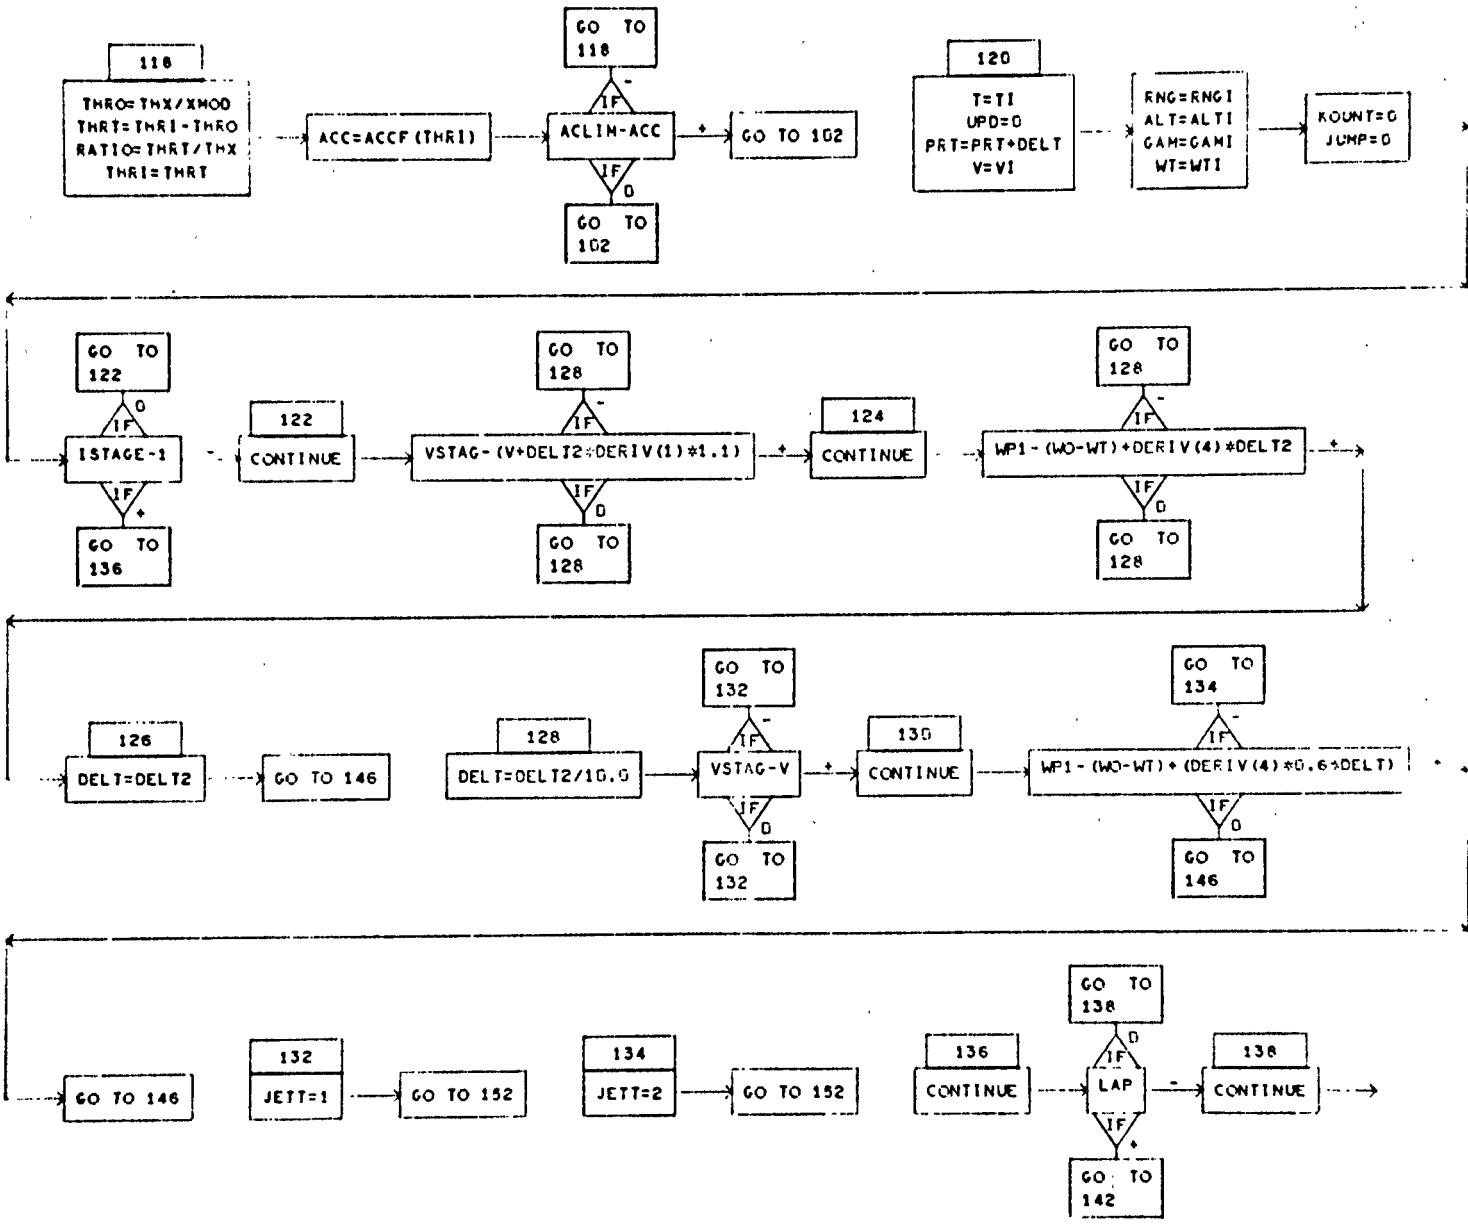 GO TO
118
118
THRO=THX/XMOD
THRT=THRI-THRO
RATIO=THRT/THX
THRI=THRT
ACC=ACCF(THRI)
-
IF
ACLIM-ACC
+
GO TO 102
IF
0
GO TO
102
120
T=TI
UPD=0
PRT=PRT+DELT
V=VI
RNG=RNGI
ALT=ALTI
GAM=GAMI
WT=WTI
KOUNT=0
JUMP=0
GO TO
122
0
IF
ISTAGE-1
-
IF
+
GO TO
136
122
CONTINUE
GO TO
128
-
IF
VSTAG-(V+DELT2*DERIV(1)*1.1)
+
IF
0
GO TO
128
124
CONTINUE
GO TO
128
-
IF
WP1-(WO-WT)+DERIV(4)*DELT2
+
IF
0
GO TO
128
126
DELT=DELT2
GO TO 146
128
DELT=DELT2/10.0
GO TO
132
-
IF
VSTAG-V
+
IF
0
GO TO
132
130
CONTINUE
GO TO
134
-
IF
WP1-(WO-WT)+(DERIV(4)*0.6*DELT)
+
IF
0
GO TO
146
GO TO 146
132
JETT=1
GO TO 152
134
JETT=2
GO TO 152
136
CONTINUE
GO TO
138
0
IF
LAP
-
IF
+
GO TO
142
138
CONTINUE